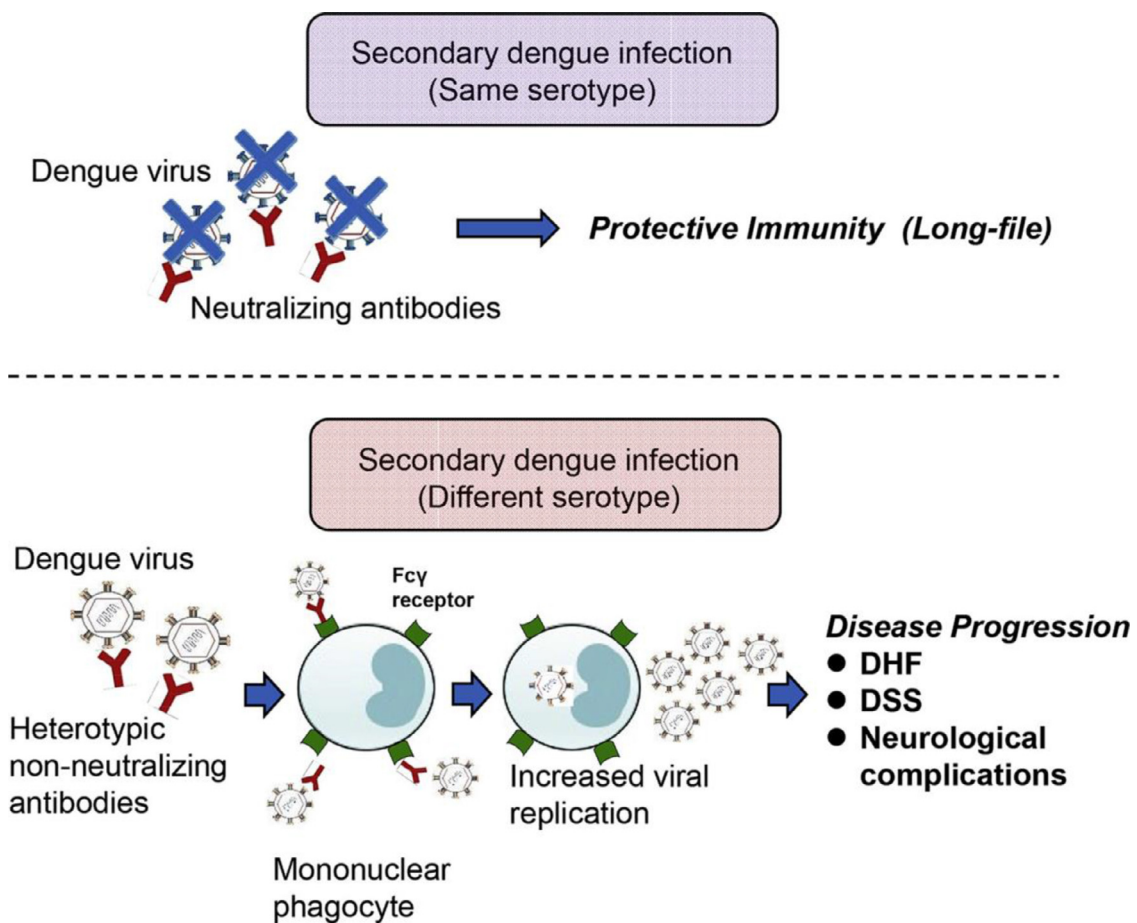 Secondary dengue infection
(Same serotype)
Dengue virus
Protective Immunity (Long-file)
Neutralizing antibodies
Secondary dengue infection
(Different serotype)
Dengue virus
Heterotypic
non-neutralizing
antibodies
Fcγ
receptor
Mononuclear
phagocyte
Increased viral
replication
Disease Progression
● DHF
● DSS
● Neurological
complications